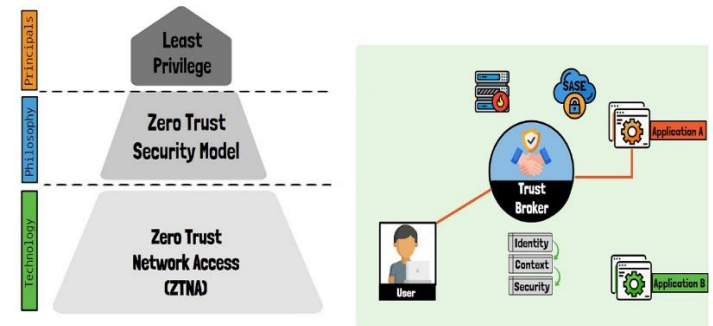 Principals
Least
Privilege
Philosophy
Zero Trust
Security Model
Technology
Zero Trust
Network Access
(ZTNA)
SASE
Application A
Trust
Broker
Identity
Context
Security
User
Application B